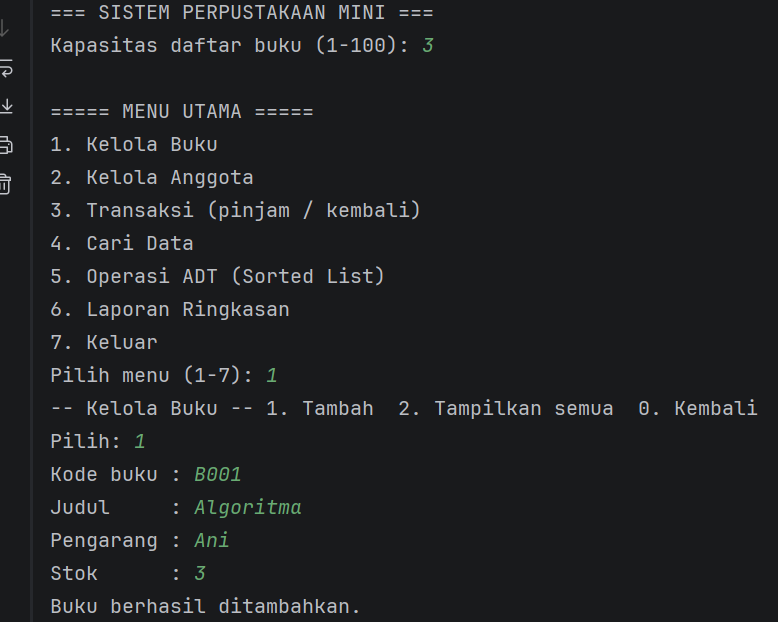 === SISTEM PERPUSTAKAAN MINI ===
Kapasitas daftar buku (1-100): 3

===== MENU UTAMA =====
1. Kelola Buku
2. Kelola Anggota
3. Transaksi (pinjam / kembali)
4. Cari Data
5. Operasi ADT (Sorted List)
6. Laporan Ringkasan
7. Keluar
Pilih menu (1-7): 1
-- Kelola Buku -- 1. Tambah  2. Tampilkan semua  0. Kembali
Pilih: 1
Kode buku : B001
Judul     : Algoritma
Pengarang : Ani
Stok      : 3
Buku berhasil ditambahkan.